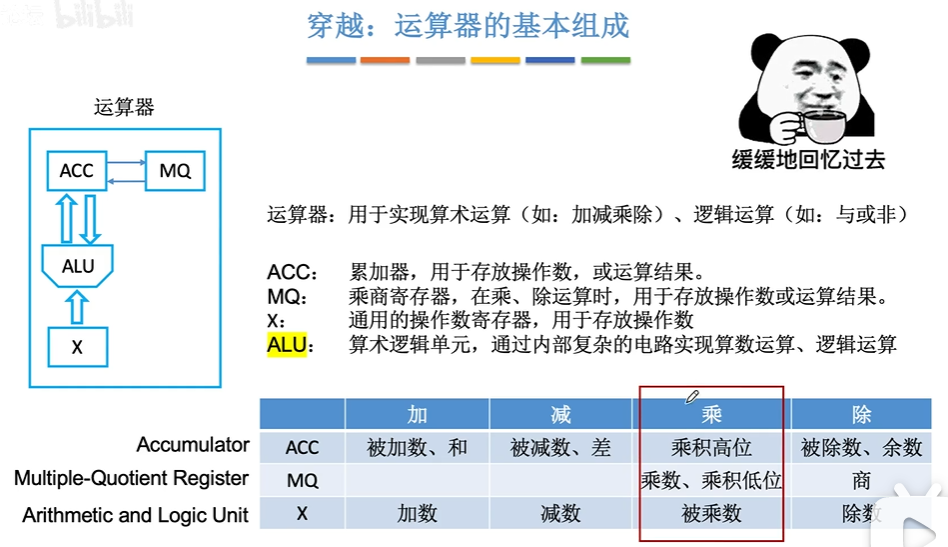 bilibili
穿越：运算器的基本组成
运算器
ACC
MQ
ALU
X
缓缓地回忆过去
运算器：用于实现算术运算（如：加减乘除）、逻辑运算（如：与或非）
ACC： 累加器，用于存放操作数，或运算结果。
MQ： 乘商寄存器，在乘、除运算时，用于存放操作数或运算结果。
X： 通用的操作数寄存器，用于存放操作数
ALU： 算术逻辑单元，通过内部复杂的电路实现算数运算、逻辑运算
加 减 乘 除
Accumulator ACC 被加数、和 被减数、差 乘积高位 被除数、余数
Multiple-Quotient Register MQ 乘数、乘积低位 商
Arithmetic and Logic Unit X 加数 减数 被乘数 除数